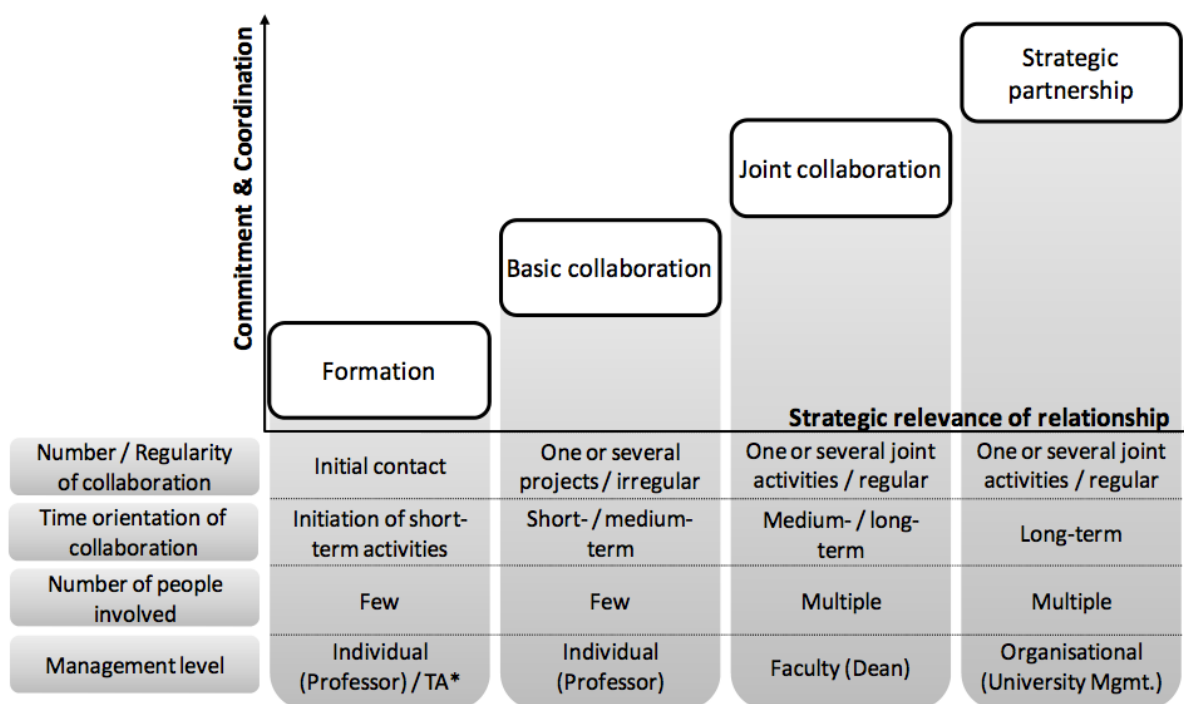 Commitment & Coordination
Strategic
partnership
Joint collaboration
Basic collaboration
Formation
Strategic relevance of relationship
Number / Regularity
of collaboration
Initial contact
One or several
projects / irregular
One or several joint
activities / regular
One or several joint
activities / regular
Time orientation of
collaboration
Initiation of short-
term activities
Short- / medium-
term
Medium- / long-
term
Long-term
Number of people
involved
Few
Few
Multiple
Multiple
Management level
Individual
(Professor) / TA*
Individual
(Professor)
Faculty (Dean)
Organisational
(University Mgmt.)